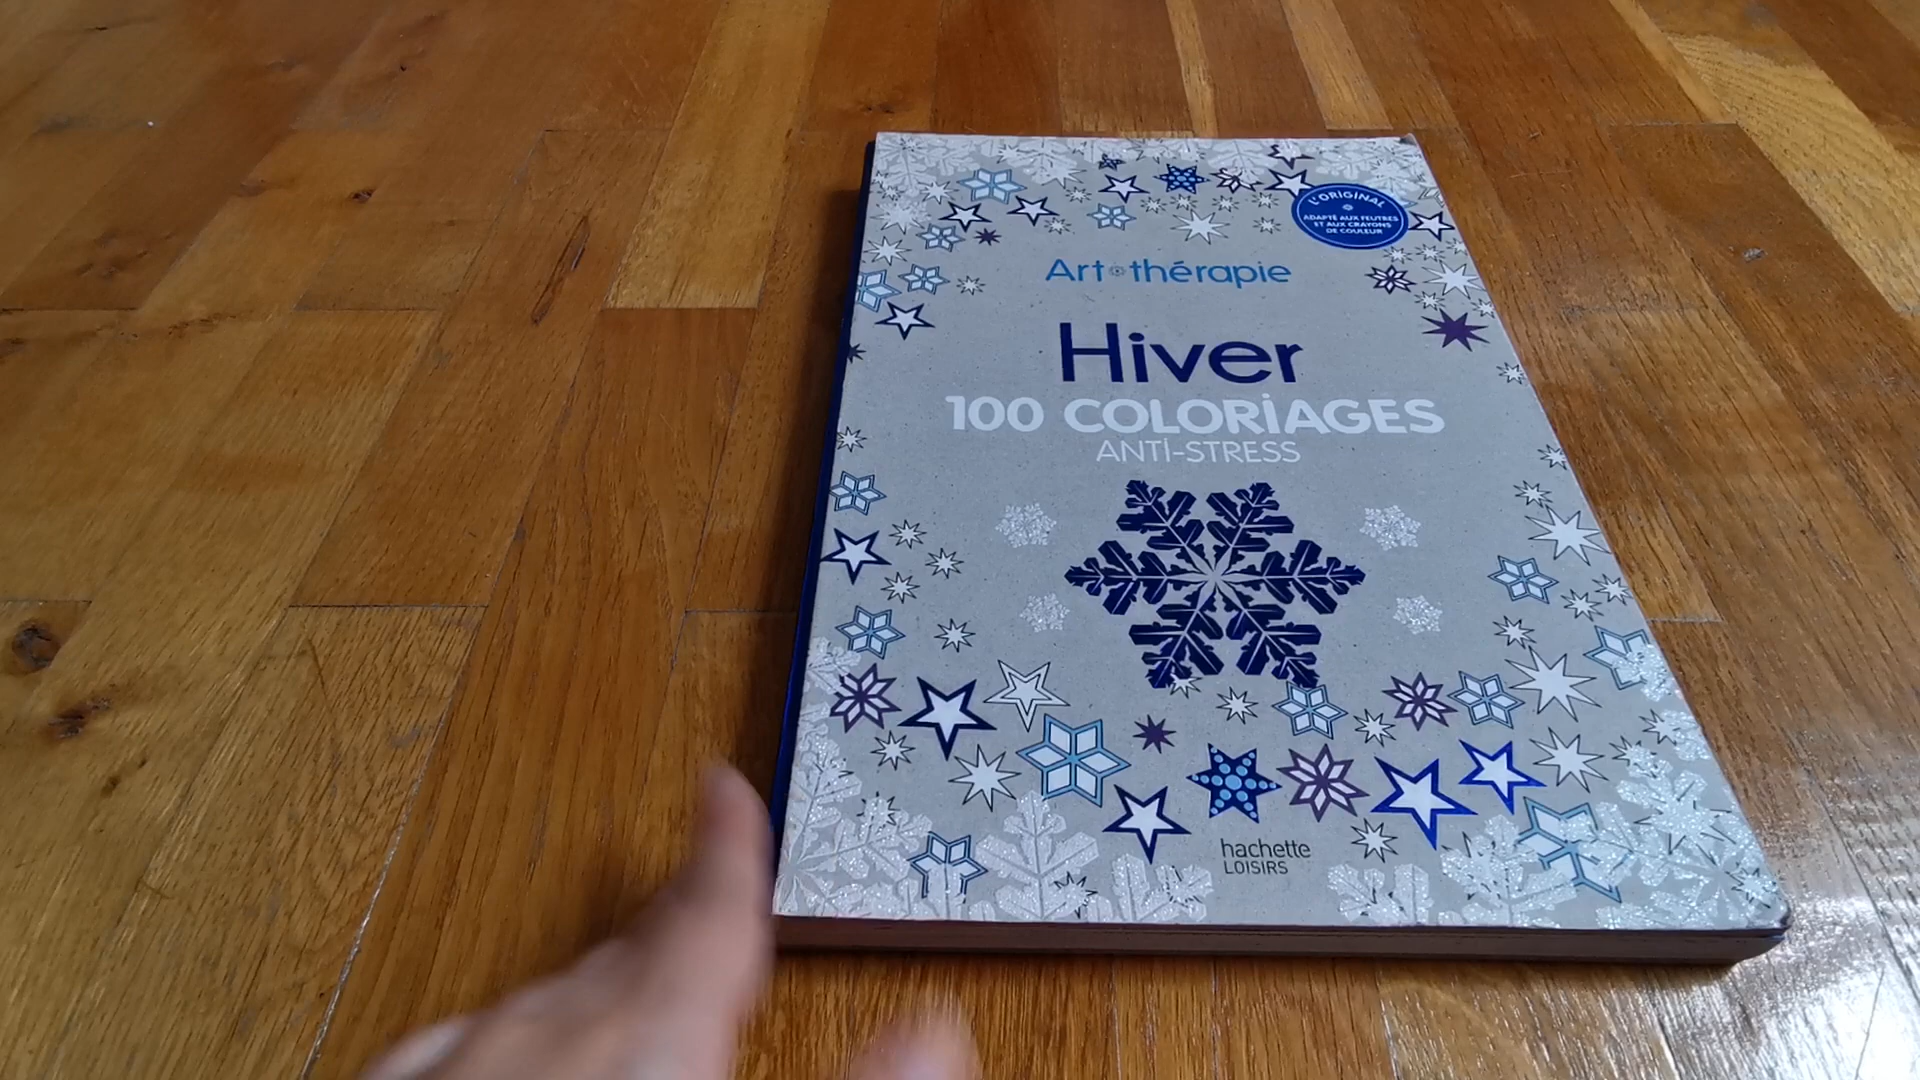 L'ORIGINAL
ADAPTÉ AUX FEUTRES
ET AUX CRAYONS
DE COULEUR
Art thérapie
Hiver
100 COLORIAGES
ANTI-STRESS
hachette
LOISIRS